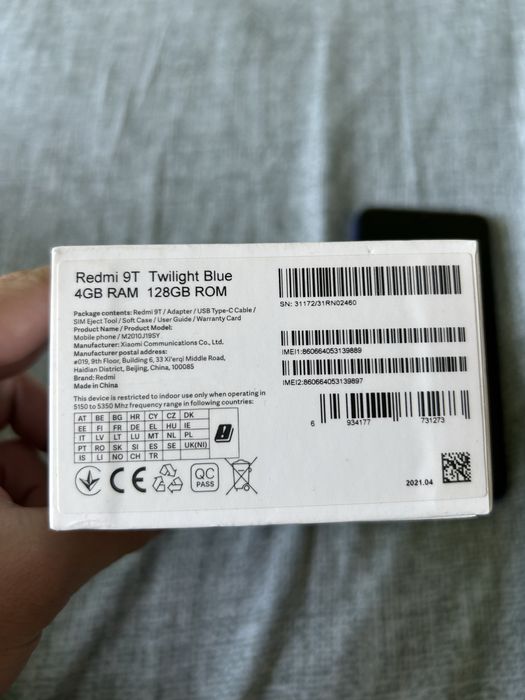 Redmi 9T Twilight Blue
4GB RAM 128GB ROM
Package contents: Redmi 9T / Adapter / USB Type-C Cable /
SIM Eject Tool / Soft Case / User Guide / Warranty Card
Product Name / Product Model:
Mobile phone / M2010J19SY
Manufacturer: Xiaomi Communications Co., Ltd.
Manufacturer postal address:
#019, 9th Floor, Building 6, 33 Xi'erqi Middle Road,
Haidian District, Beijing, China, 100085
Brand: Redmi
Made in China
This device is restricted to indoor use only when operating in
5150 to 5350 Mhz frequency range in following countries:
AT BE BG HR CY CZ DK
EE FI FR DE EL HU IE
IT LV LT LU MT NL PL
PT RO SK SI ES SE UK(NI)
IS LI NO CH TR
CE
QC
PASS
SN: 31172/31RN02460
IMEI1:860664053139889
IMEI2:860664053139897
6 934177 731273
2021.04